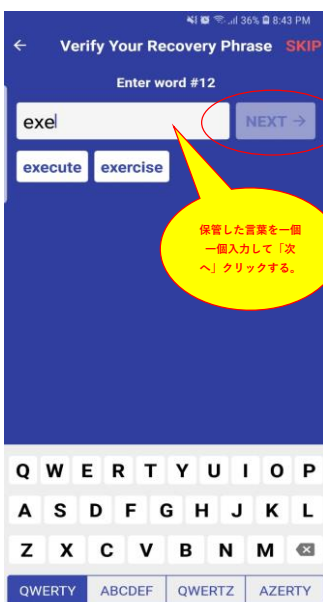 36% 8:43 PM
← Verify Your Recovery Phrase SKIP
Enter word #12
exe NEXT →
execute exercise
保管した言葉を一個
一個入力して「次
へ」クリックする。
Q W E R T Y U I O P
A S D F G H J K L
Z X C V B N M
QWERTY ABCDEF QWERTZ AZERTY